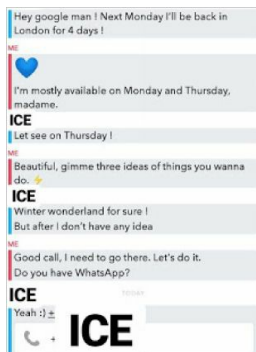 Hey google man ! Next Monday I'll be back in
London for 4 days !
ME
I'm mostly available on Monday and Thursday,
madame.
ICE
Let see on Thursday !
ME
Beautiful, gimme three ideas of things you wanna
do.
ICE
Winter wonderland for sure !
But after I don't have any idea
ME
Good call, I need to go there. Let's do it.
Do you have WhatsApp?
ICE
TODAY
Yeah :) +
+
ICE